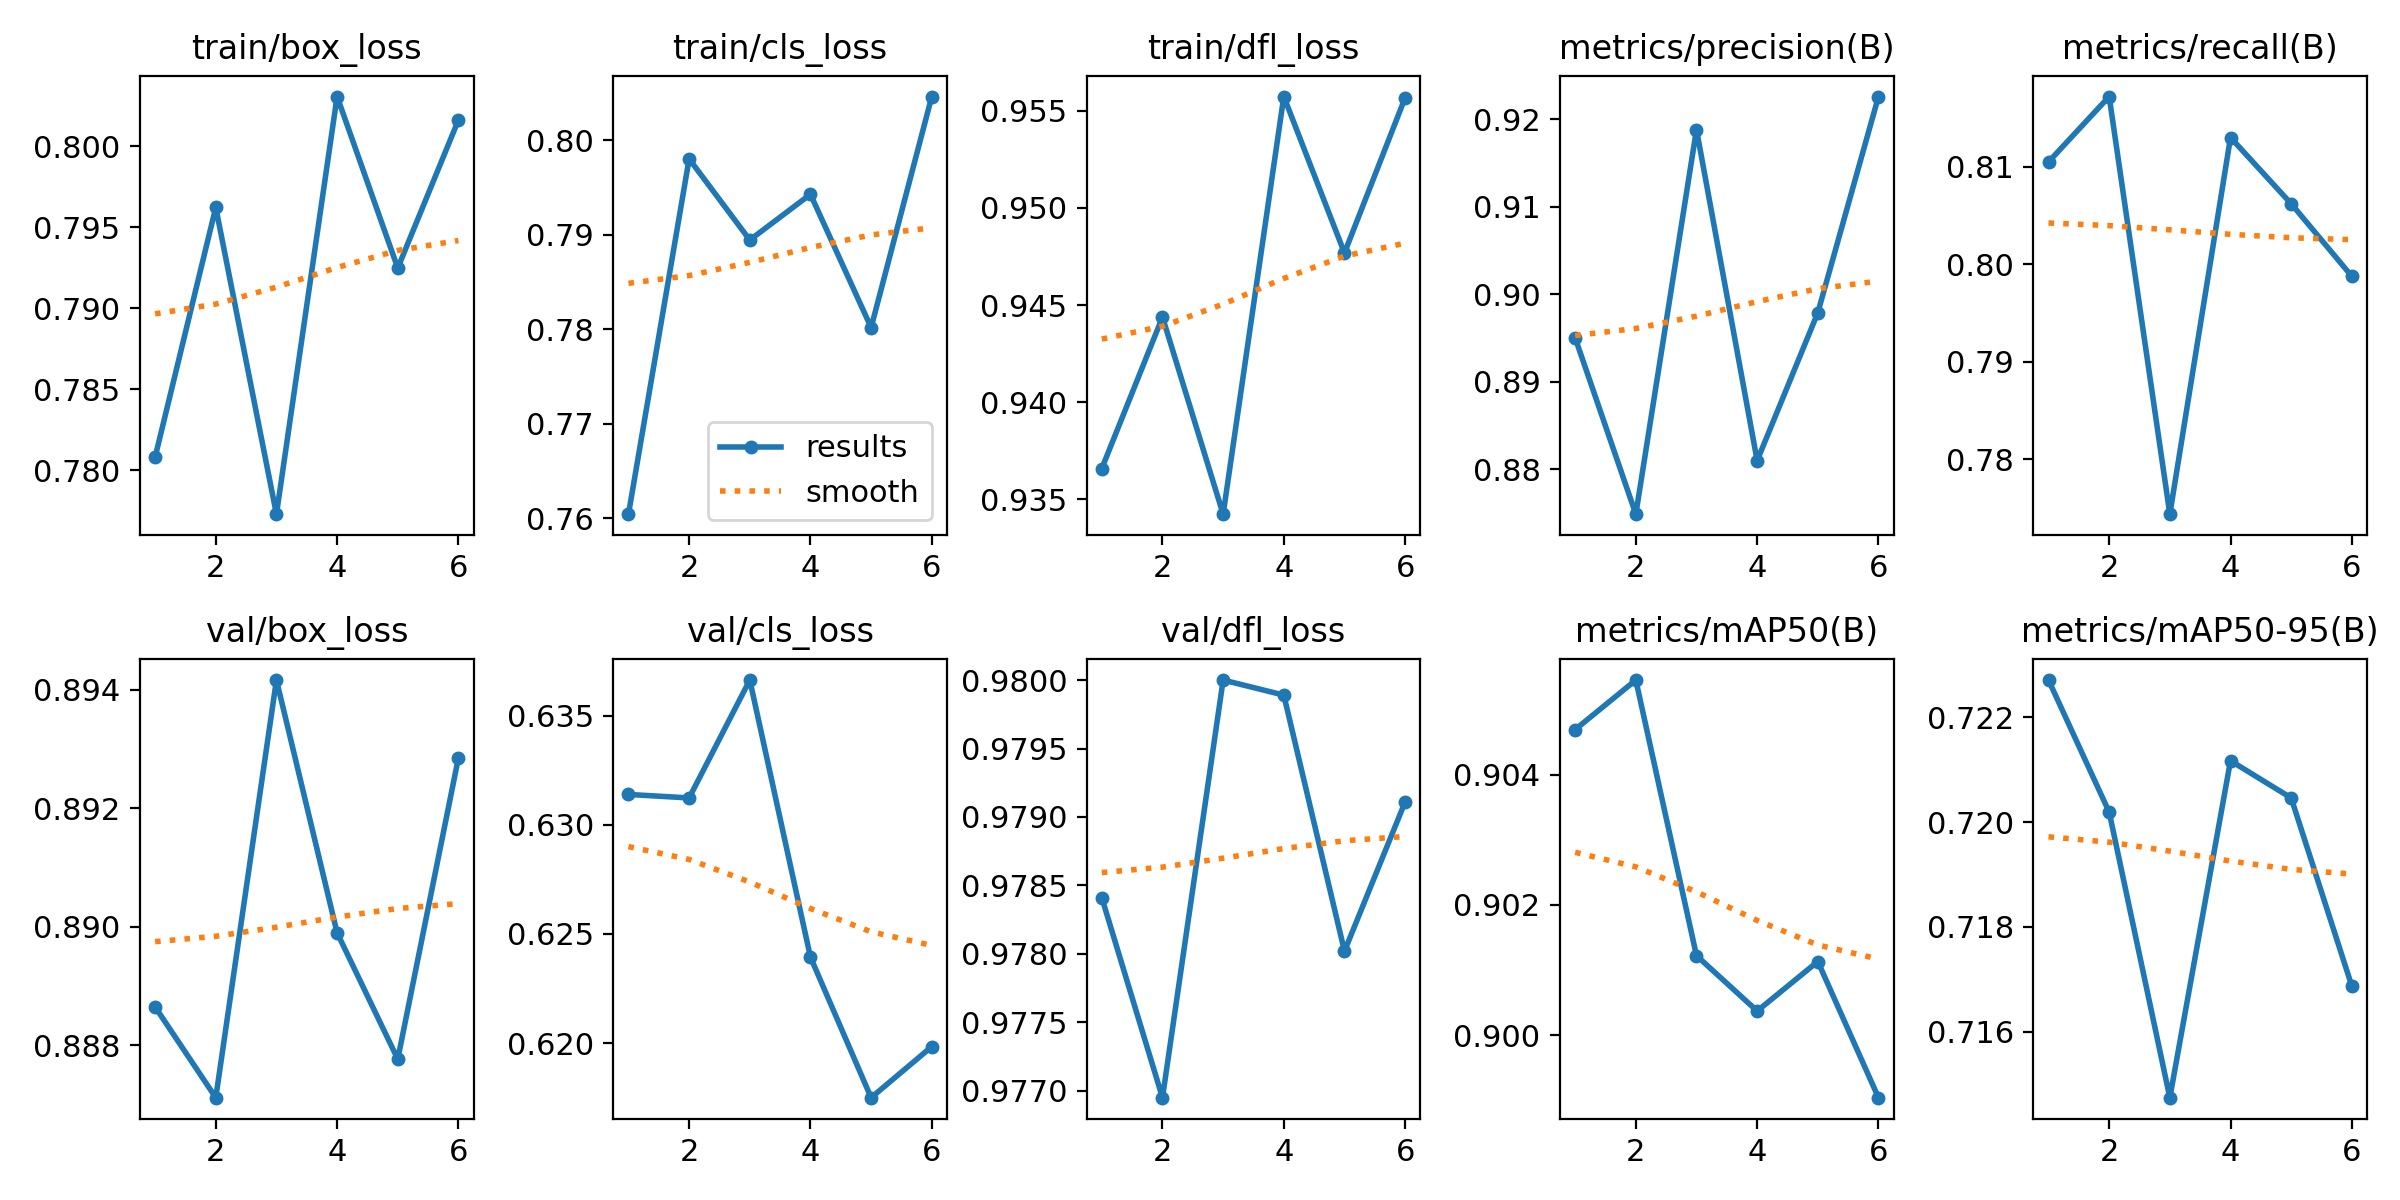 train/box_loss
0.800
0.795
0.790
0.785
0.780
2 4 6
train/cls_loss
0.80
0.79
0.78
0.77
0.76
results
smooth
2 4 6
train/dfl_loss
0.955
0.950
0.945
0.940
0.935
2 4 6
metrics/precision(B)
0.92
0.91
0.90
0.89
0.88
2 4 6
metrics/recall(B)
0.81
0.80
0.79
0.78
2 4 6
val/box_loss
0.894
0.892
0.890
0.888
2 4 6
val/cls_loss
0.635
0.630
0.625
0.620
2 4 6
val/dfl_loss
0.9800
0.9795
0.9790
0.9785
0.9780
0.9775
0.9770
2 4 6
metrics/mAP50(B)
0.904
0.902
0.900
2 4 6
metrics/mAP50-95(B)
0.722
0.720
0.718
0.716
2 4 6